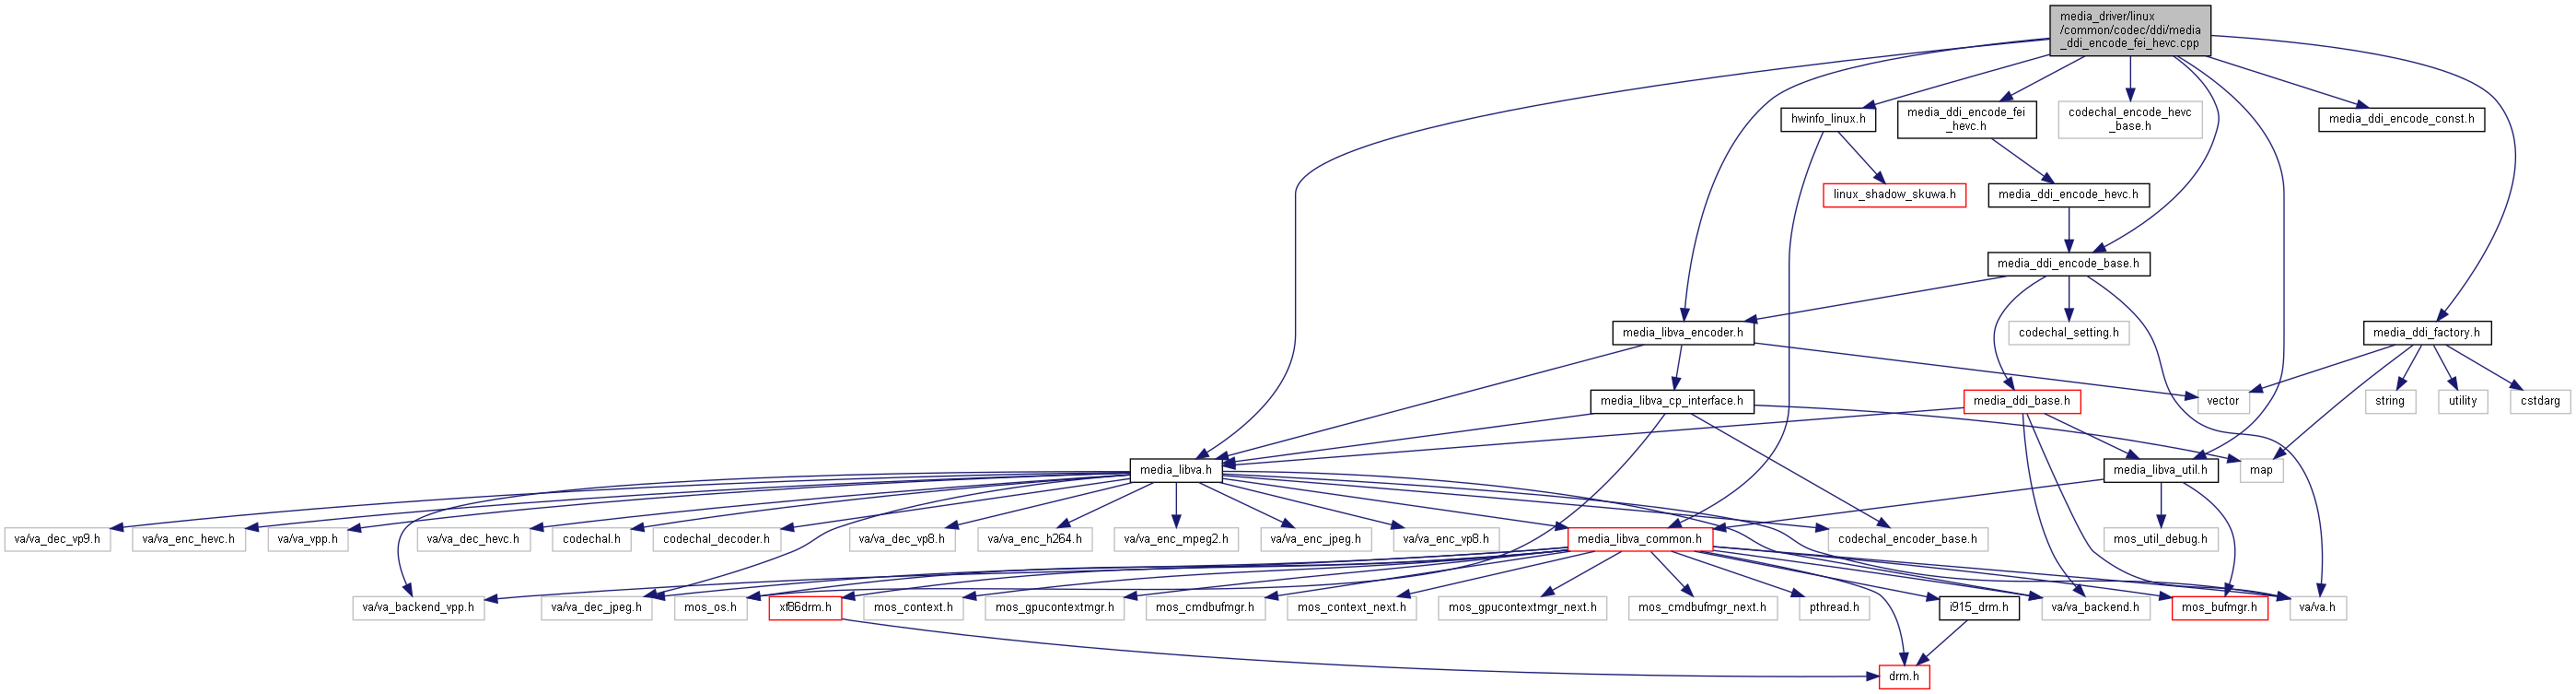 media_driver/linux
/common/codec/ddi/media
_ddi_encode_fei_hevc.cpp
hwinfo_linux.h
media_ddi_encode_fei
_hevc.h
codechal_encode_hevc
_base.h
media_ddi_encode_const.h
linux_shadow_skuwa.h
media_ddi_encode_hevc.h
media_ddi_encode_base.h
media_libva_encoder.h
codechal_setting.h
media_ddi_factory.h
media_libva_cp_interface.h
media_ddi_base.h
vector
string
utility
cstdarg
media_libva.h
media_libva_util.h
map
va/va_dec_vp9.h
va/va_enc_hevc.h
va/va_vpp.h
va/va_dec_hevc.h
codechal.h
codechal_decoder.h
va/va_dec_vp8.h
va/va_enc_h264.h
va/va_enc_mpeg2.h
va/va_enc_jpeg.h
va/va_enc_vp8.h
media_libva_common.h
codechal_encoder_base.h
mos_util_debug.h
va/va_backend_vpp.h
va/va_dec_jpeg.h
mos_os.h
xf86drm.h
mos_context.h
mos_gpucontextmgr.h
mos_cmdbufmgr.h
mos_context_next.h
mos_gpucontextmgr_next.h
mos_cmdbufmgr_next.h
pthread.h
i915_drm.h
va/va_backend.h
mos_bufmgr.h
va/va.h
drm.h